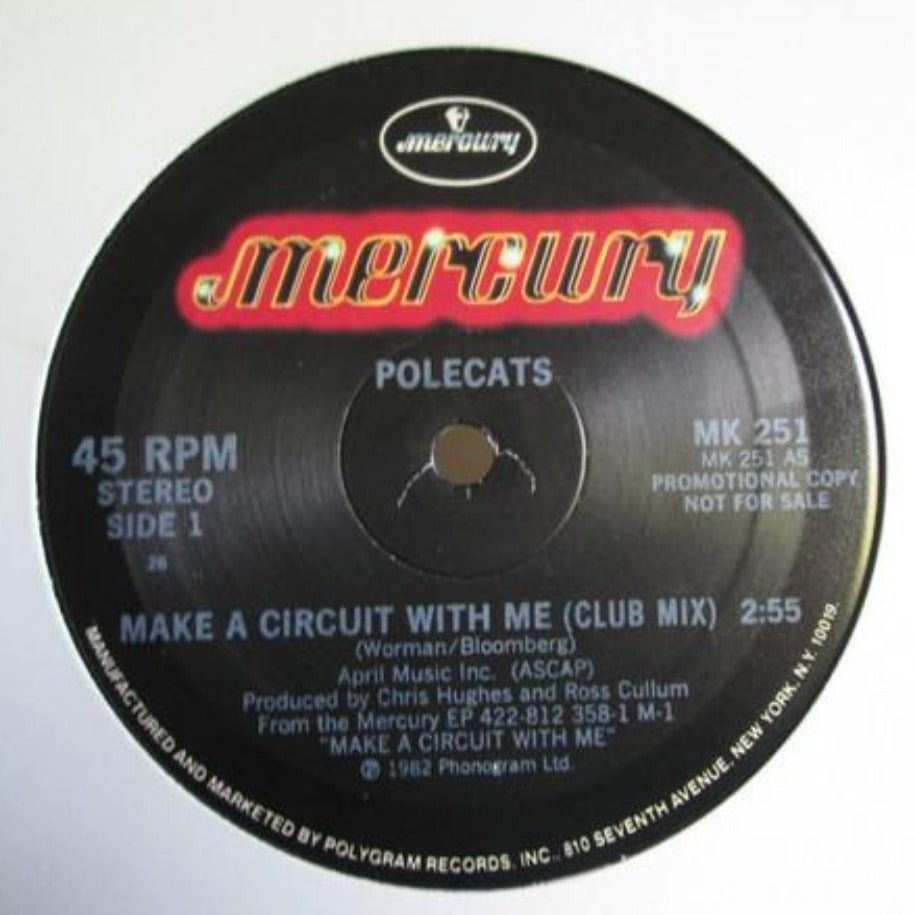 mercury
mercury
POLECATS
45 RPM
STEREO
SIDE 1
26
MK 251
MK 251 AS
PROMOTIONAL COPY
NOT FOR SALE
MAKE A CIRCUIT WITH ME (CLUB MIX) 2:55
(Worman/Bloomberg)
April Music Inc. (ASCAP)
Produced by Chris Hughes and Ross Cullum
From the Mercury EP 422-812 358-1 M-1
"MAKE A CIRCUIT WITH ME"
℗ 1982 Phonogram Ltd.
MANUFACTURED AND MARKETED BY POLYGRAM RECORDS, INC., 810 SEVENTH AVENUE, NEW YORK, N.Y. 10019